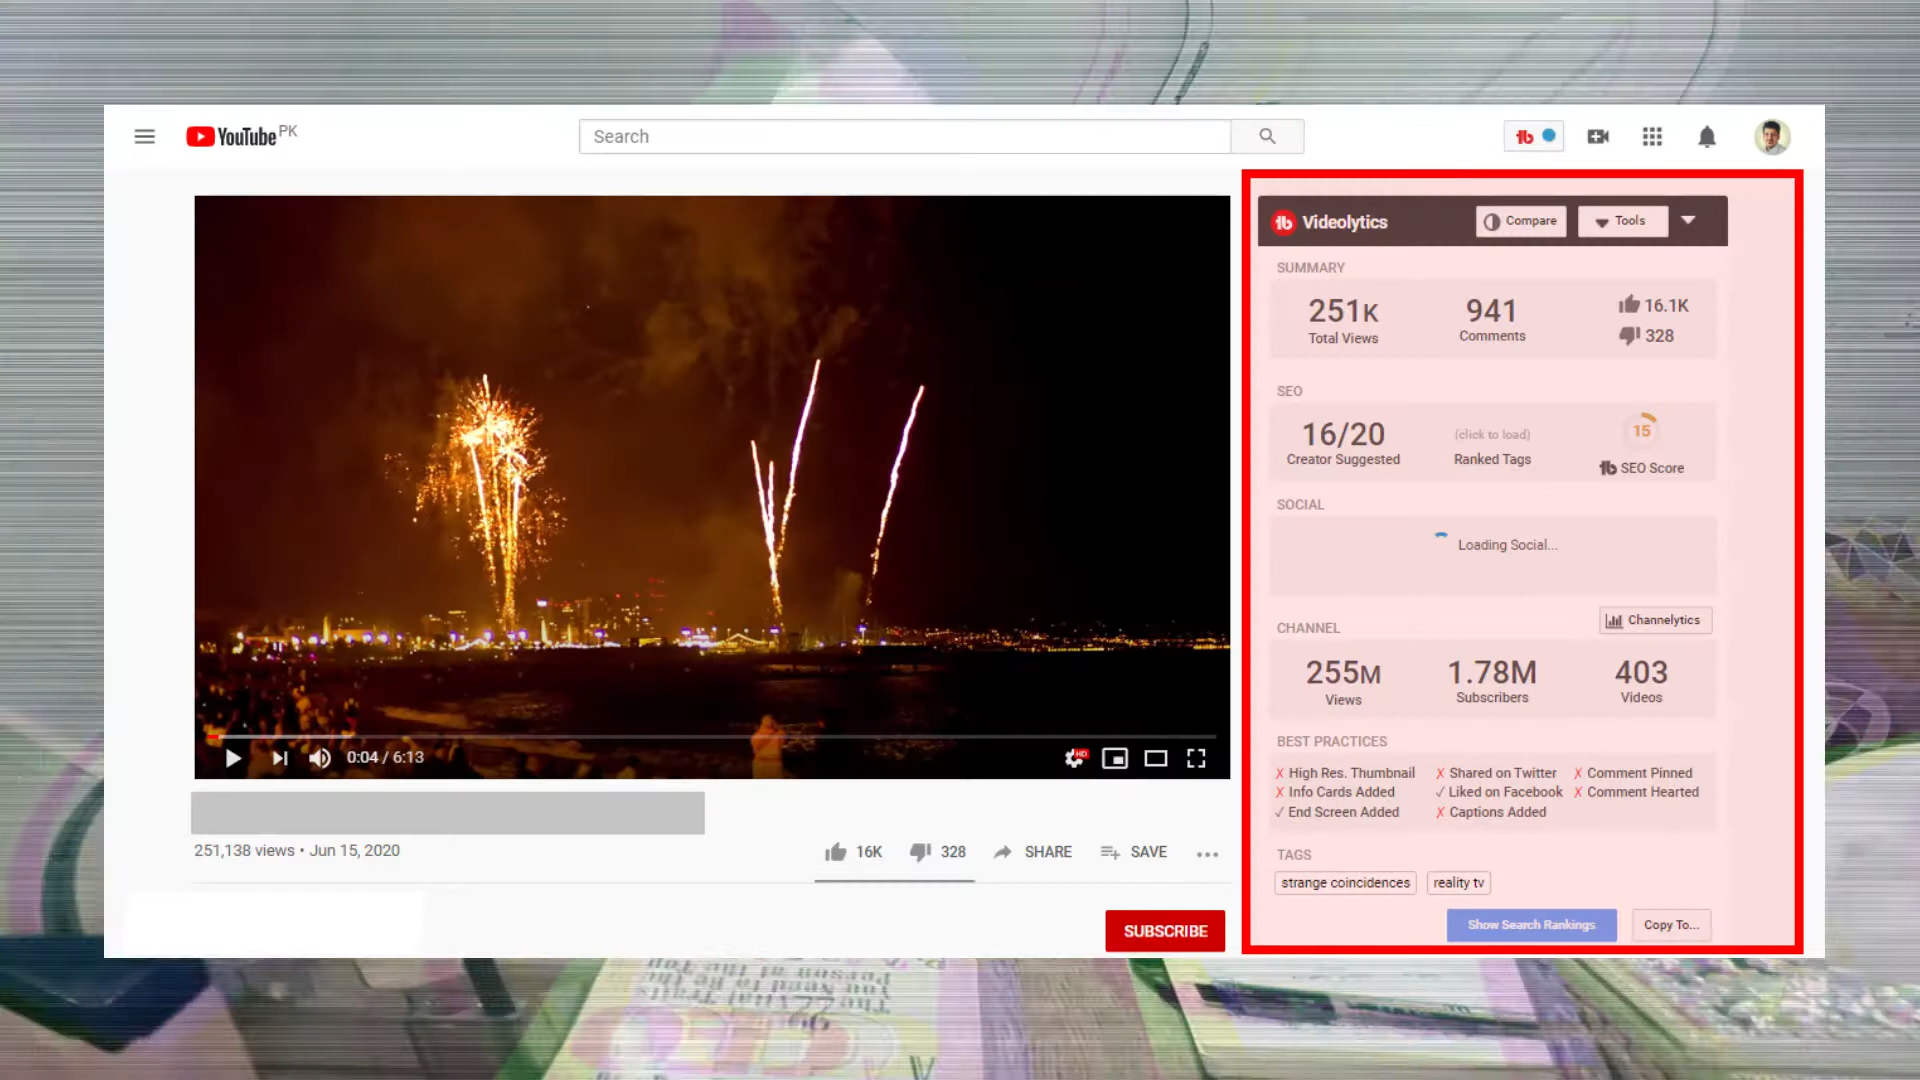 YouTube PK
Search
Videolytics
Compare
Tools
SUMMARY
251K
Total Views
941
Comments
16.1K
328
SEO
16/20
Creator Suggested
(click to load)
Ranked Tags
15
SEO Score
SOCIAL
Loading Social...
CHANNEL
Channelytics
255M
Views
1.78M
Subscribers
403
Videos
BEST PRACTICES
X High Res. Thumbnail
X Shared on Twitter
X Comment Pinned
X Info Cards Added
✓ Liked on Facebook
X Comment Hearted
✓ End Screen Added
X Captions Added
TAGS
strange coincidences
reality tv
Show Search Rankings
Copy To...
0:04 / 6:13
HD
251,138 views • Jun 15, 2020
16K
328
SHARE
SAVE
SUBSCRIBE